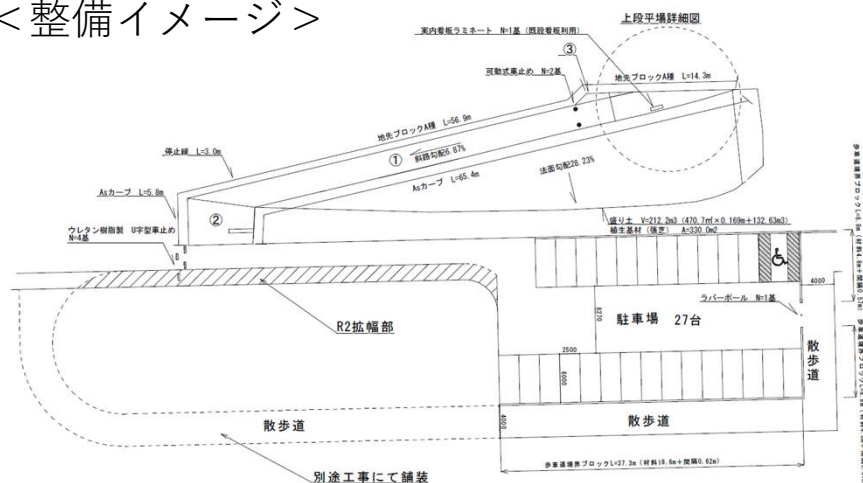 ＜整備イメージ＞
上段平場詳細図
案内看板ラミネート N=1基（既設看板利用）
③
可動式車止め N=2基
地先ブロックA種 L=14.3m
地先ブロックA種 L=56.9m
停止線 L=3.0m
①
斜路勾配6.87%
Asカーブ L=5.8m
Asカーブ L=65.4m
法面勾配28.23%
②
ウレタン樹脂製 U字型車止め
N=4基
盛り土 V=212.2m3（470.7㎡×0.169m+132.63m3）
植生基材（張芝） A=330.0m2
4000
ラバーポール N=1基
R2拡幅部
8270
駐車場 27台
2500
6000
散歩道
4000
散歩道
散歩道
別途工事にて舗装
歩車道境界ブロックL=37.3m（材料18.6m+間隔0.62m）